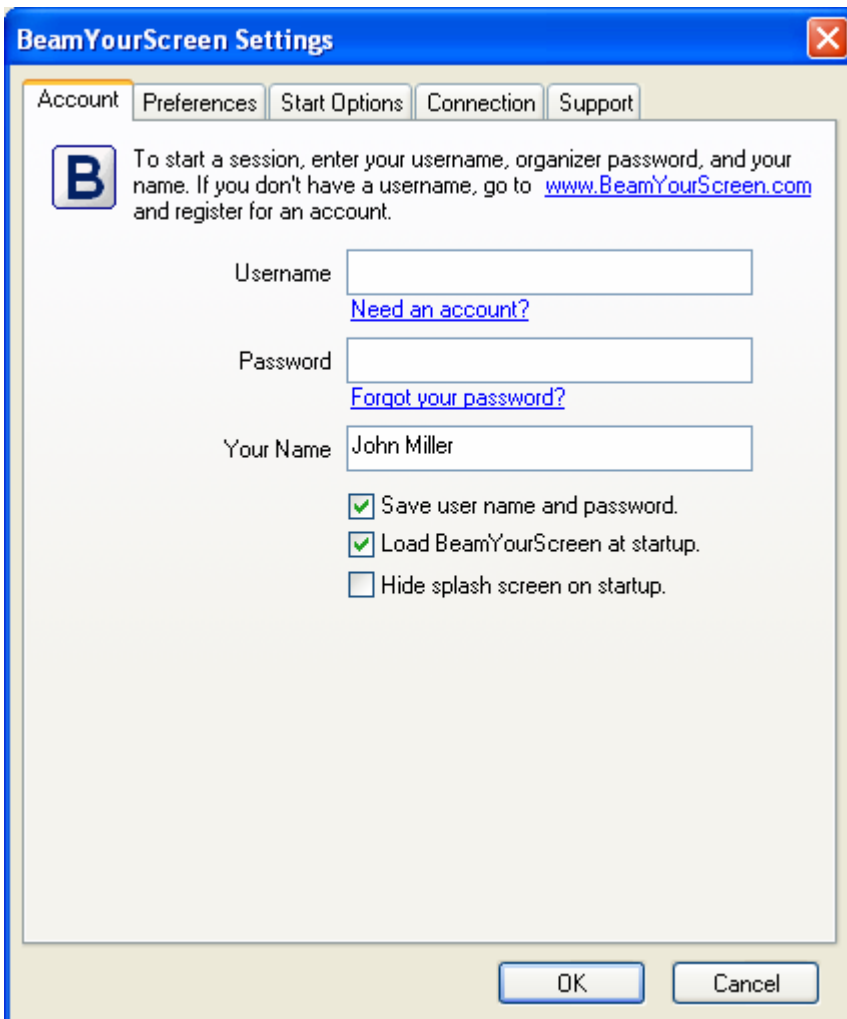 BeamYourScreen Settings
Account Preferences Start Options Connection Support
B
To start a session, enter your username, organizer password, and your
name. If you don't have a username, go to www.BeamYourScreen.com
and register for an account.
Username
Need an account?
Password
Forgot your password?
Your Name John Miller
Save user name and password.
Load BeamYourScreen at startup.
Hide splash screen on startup.
OK Cancel